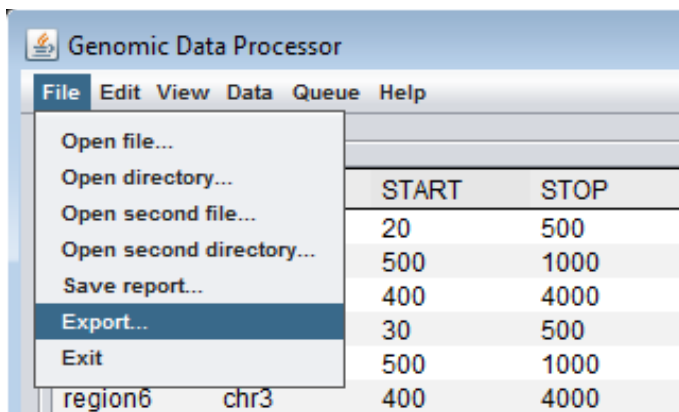 Genomic Data Processor
File Edit View Data Queue Help
Open file...
Open directory...
START STOP
Open second file...
20 500
Open second directory...
500 1000
Save report...
400 4000
Export...
30 500
Exit
500 1000
region6 chr3 400 4000